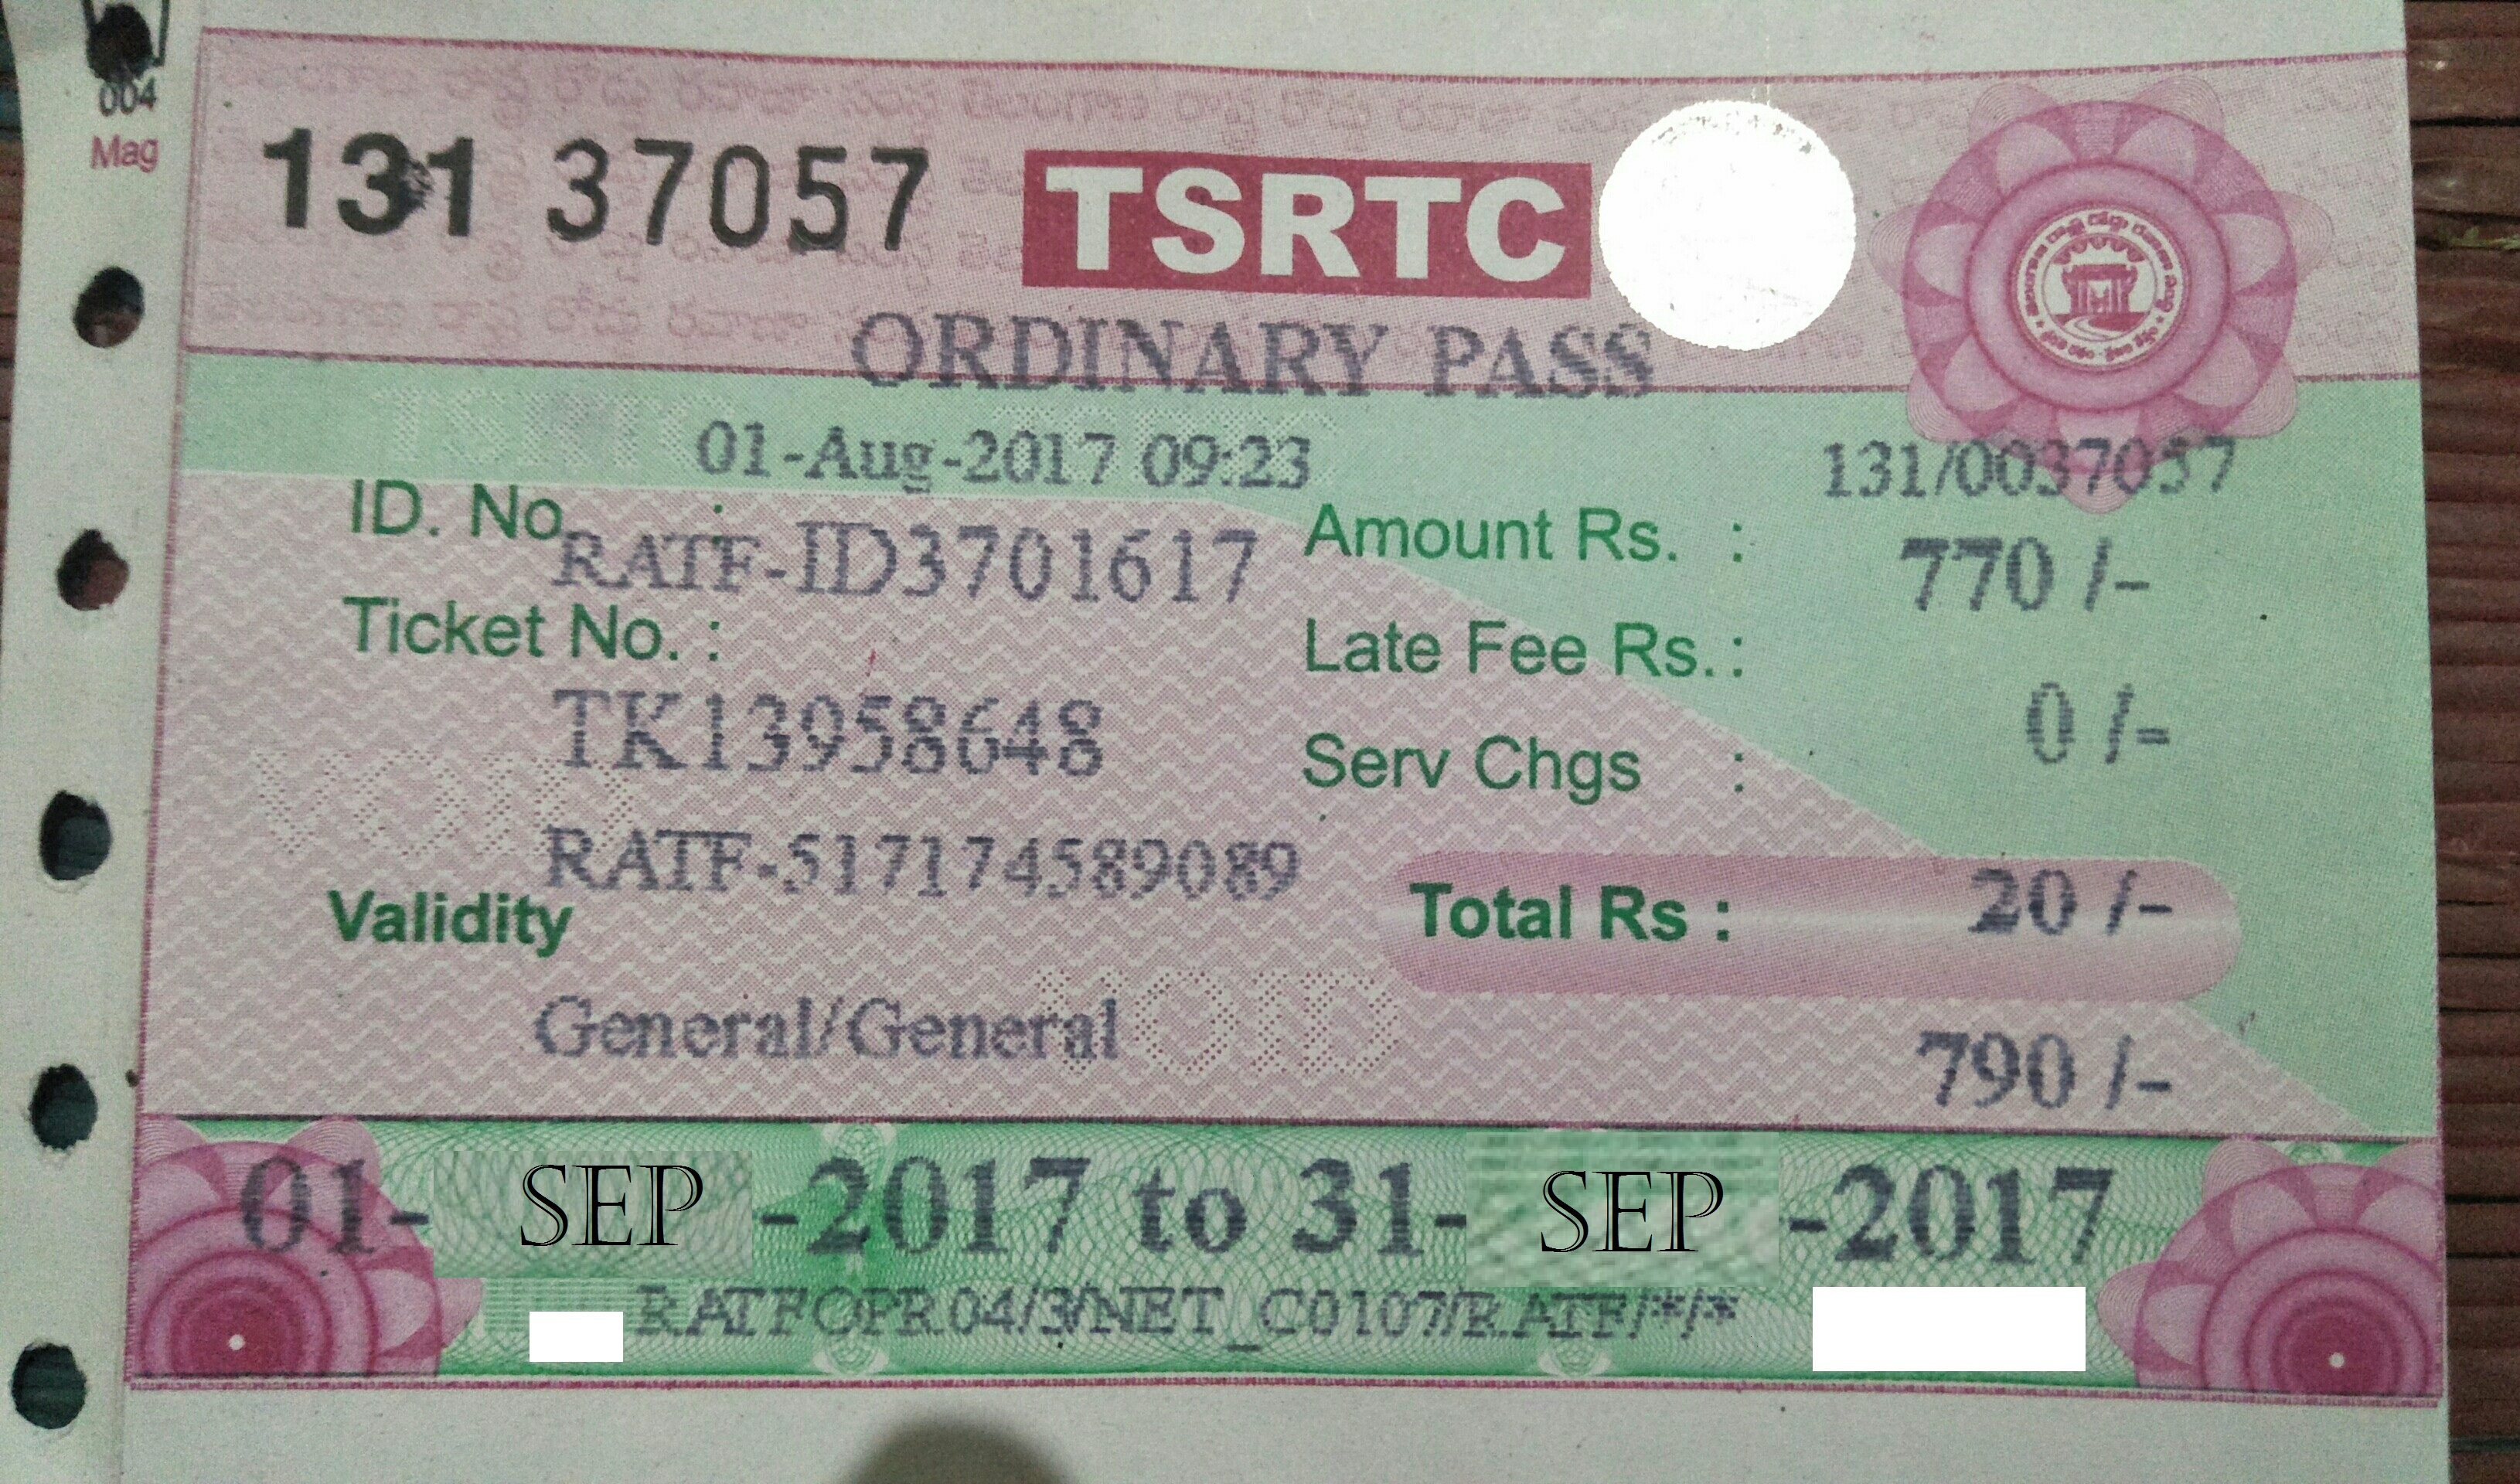 004
Mag
131 37057 TSRTC
ORDINARY PASS
01-Aug-2017 09:23 131/0037057
ID. No. : RATF-ID3701617
Amount Rs. : 770 /-
Ticket No. :
TK13958648
Late Fee Rs. : 0 /-
Serv Chgs :
RATF-517174589089
Validity
Total Rs : 20 /-
General/General
790 /-
01- SEP -2017 to 31- SEP -2017
RATFOPR04/3/NET_C0107/RATF/*/*
VOID
VOID